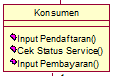 Konsumen
Input Pendaftaran()
Cek Status Service()
Input Pembayaran()